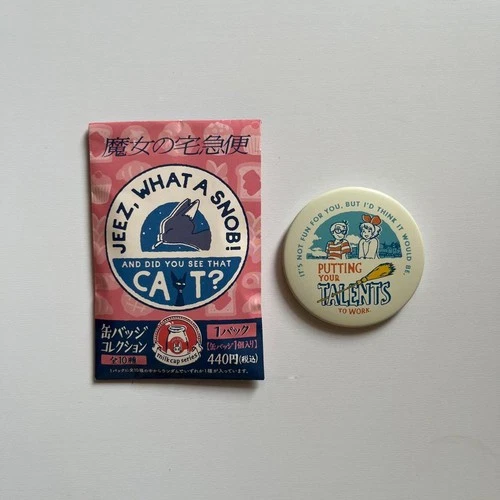 魔女の宅急便
JEEZ, WHAT A SNOB!
AND DID YOU SEE THAT
CAT?
缶バッジ
コレクション
全10種
milk cap series
1パック
【缶バッジ1個入り】
440円(税込)
IT'S NOT FUN FOR YOU, BUT I'D THINK IT WOULD BE
PUTTING
YOUR
TALENTS
TO WORK